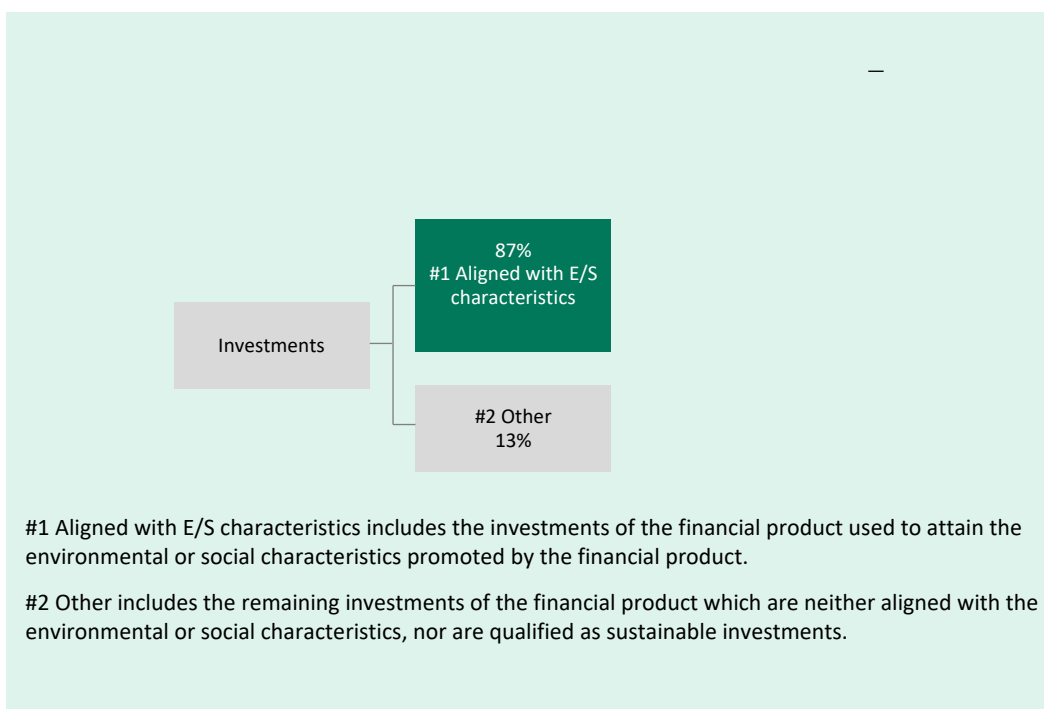 87%
#1 Aligned with E/S
characteristics
Investments
#2 Other
13%
#1 Aligned with E/S characteristics includes the investments of the financial product used to attain the
environmental or social characteristics promoted by the financial product.
#2 Other includes the remaining investments of the financial product which are neither aligned with the
environmental or social characteristics, nor are qualified as sustainable investments.